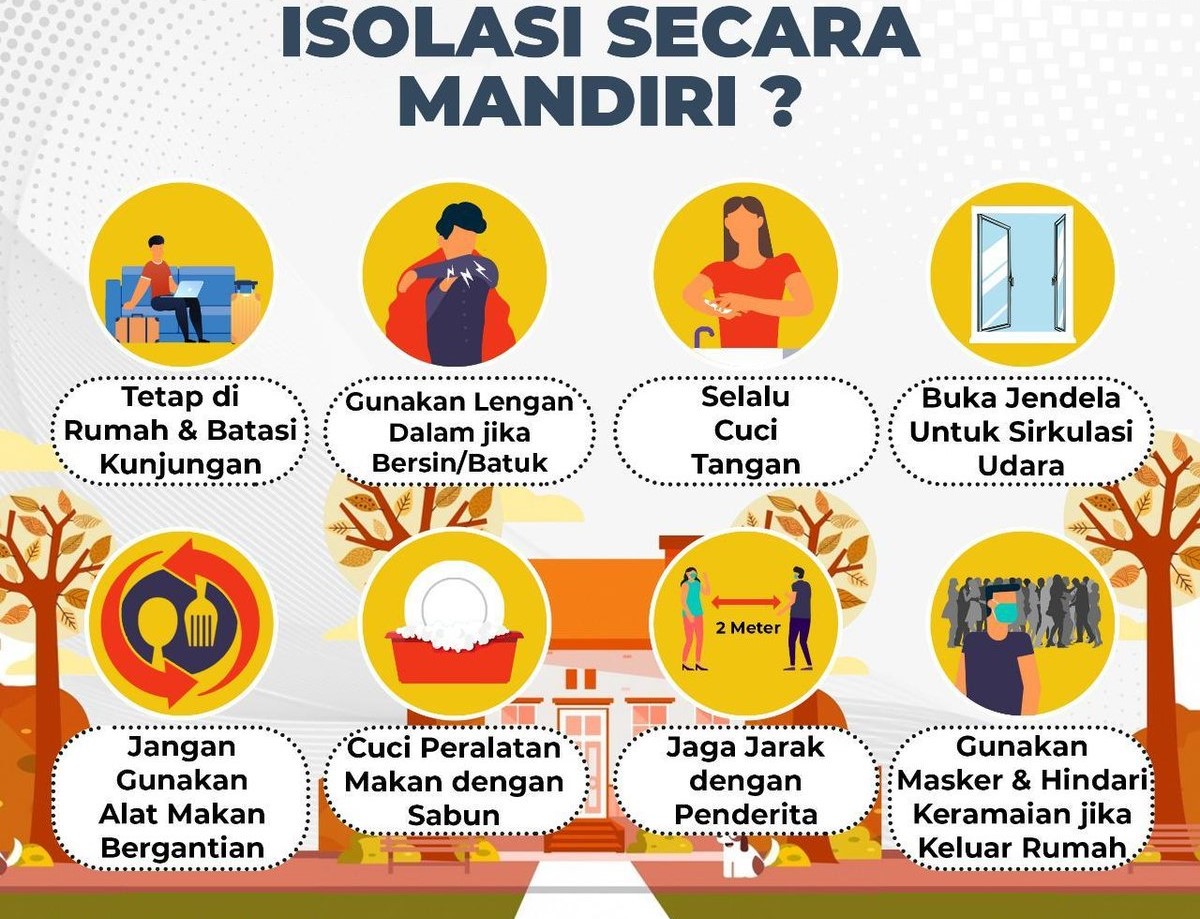 ISOLASI SECARA
MANDIRI ?
Tetap di
Rumah & Batasi
Kunjungan
Gunakan Lengan
Dalam jika
Bersin/Batuk
Selalu
Cuci
Tangan
Buka Jendela
Untuk Sirkulasi
Udara
Jangan
Gunakan
Alat Makan
Bergantian
Cuci Peralatan
Makan dengan
Sabun
2 Meter
Jaga Jarak
dengan
Penderita
Gunakan
Masker & Hindari
Keramaian jika
Keluar Rumah